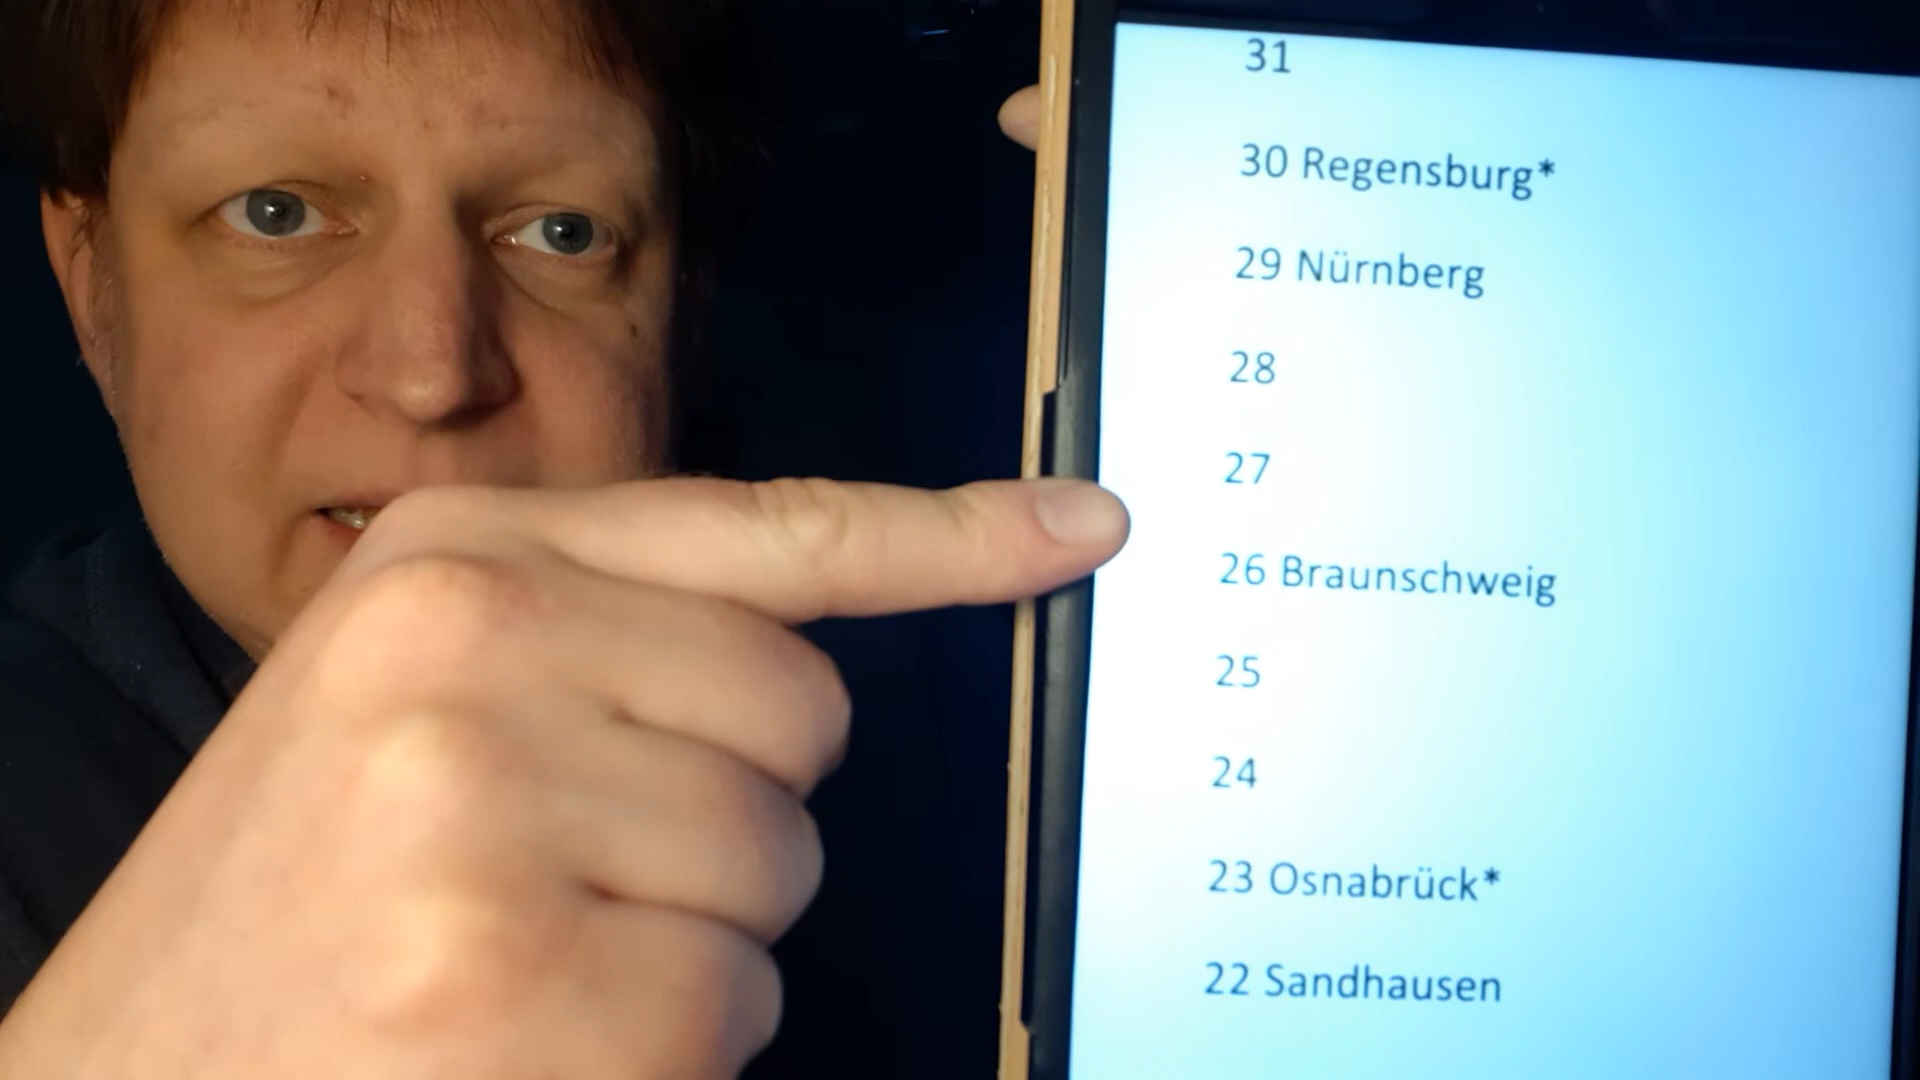 31
30 Regensburg*
29 Nürnberg
28
27
26 Braunschweig
25
24
23 Osnabrück*
22 Sandhausen